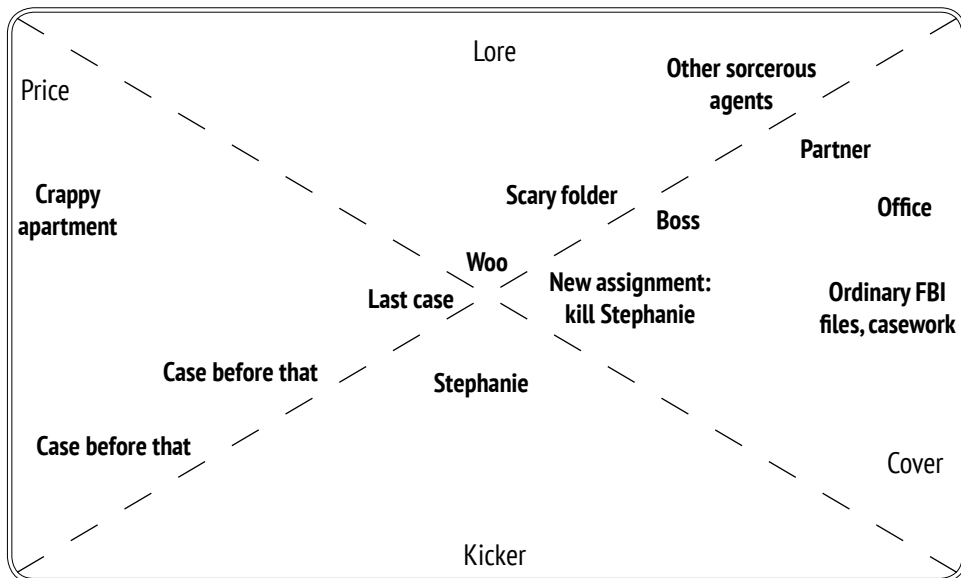 Lore
Other sorcerous
agents
Price
Partner
Crappy
apartment
Scary folder
Office
Boss
Woo
New assignment:
kill Stephanie
Last case
Ordinary FBI
files, casework
Case before that
Stephanie
Case before that
Cover
Kicker